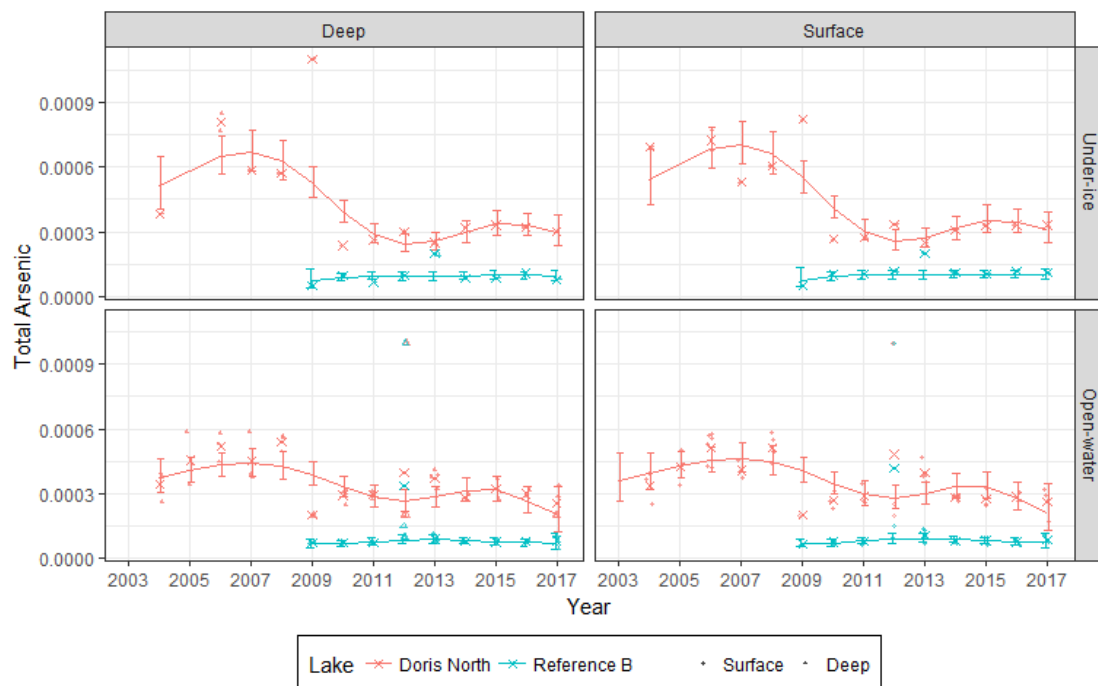 Deep
Surface
Total Arsenic
0.0009
0.0006
0.0003
0.0000
Under-ice
0.0009
0.0006
0.0003
0.0000
Open-water
2003 2005 2007 2009 2011 2013 2015 2017
2003 2005 2007 2009 2011 2013 2015 2017
Year
Lake Doris North Reference B Surface Deep